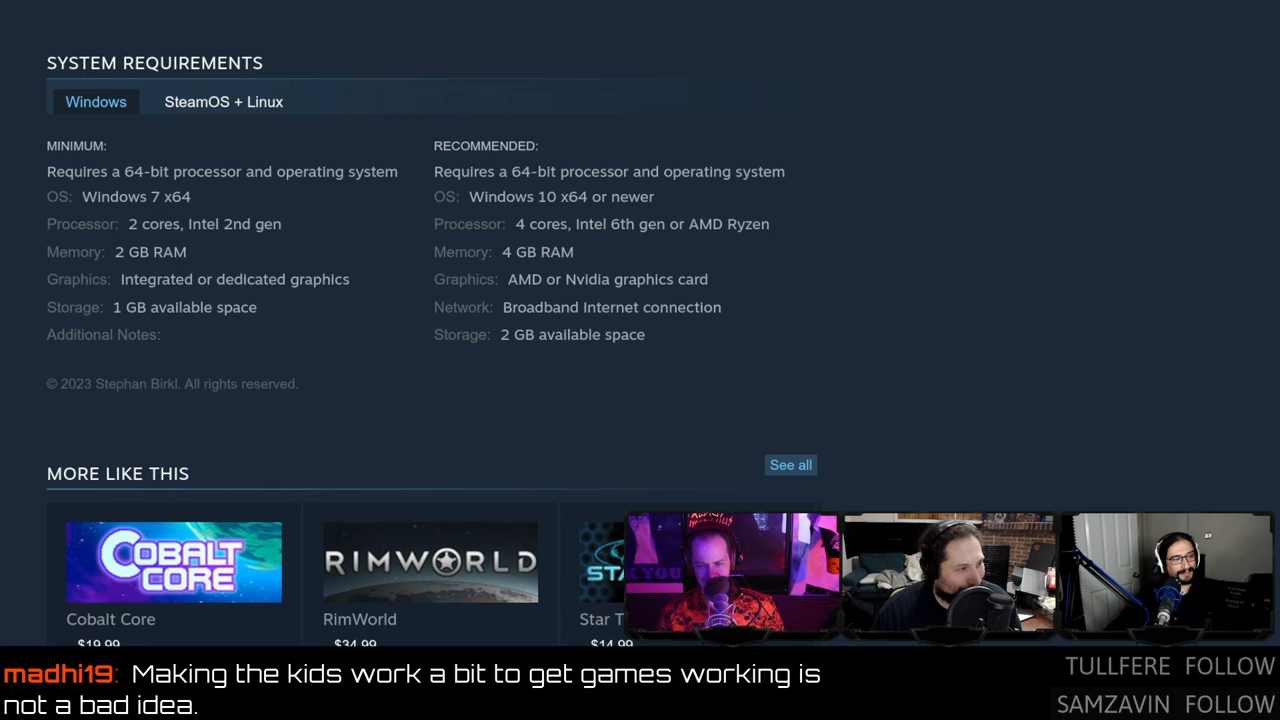 SYSTEM REQUIREMENTS
Windows SteamOS + Linux
MINIMUM:
Requires a 64-bit processor and operating system
OS: Windows 7 x64
Processor: 2 cores, Intel 2nd gen
Memory: 2 GB RAM
Graphics: Integrated or dedicated graphics
Storage: 1 GB available space
Additional Notes:
RECOMMENDED:
Requires a 64-bit processor and operating system
OS: Windows 10 x64 or newer
Processor: 4 cores, Intel 6th gen or AMD Ryzen
Memory: 4 GB RAM
Graphics: AMD or Nvidia graphics card
Network: Broadband Internet connection
Storage: 2 GB available space
© 2023 Stephan Birkl. All rights reserved.
MORE LIKE THIS
See all
COBALT
CORE
RIMWORLD
STA
Cobalt Core
RimWorld
Star T
$19.99
$34.99
$14.99
YOU
madhi19: Making the kids work a bit to get games working is
not a bad idea.
TULLFERE FOLLOW
SAMZAVIN FOLLOW